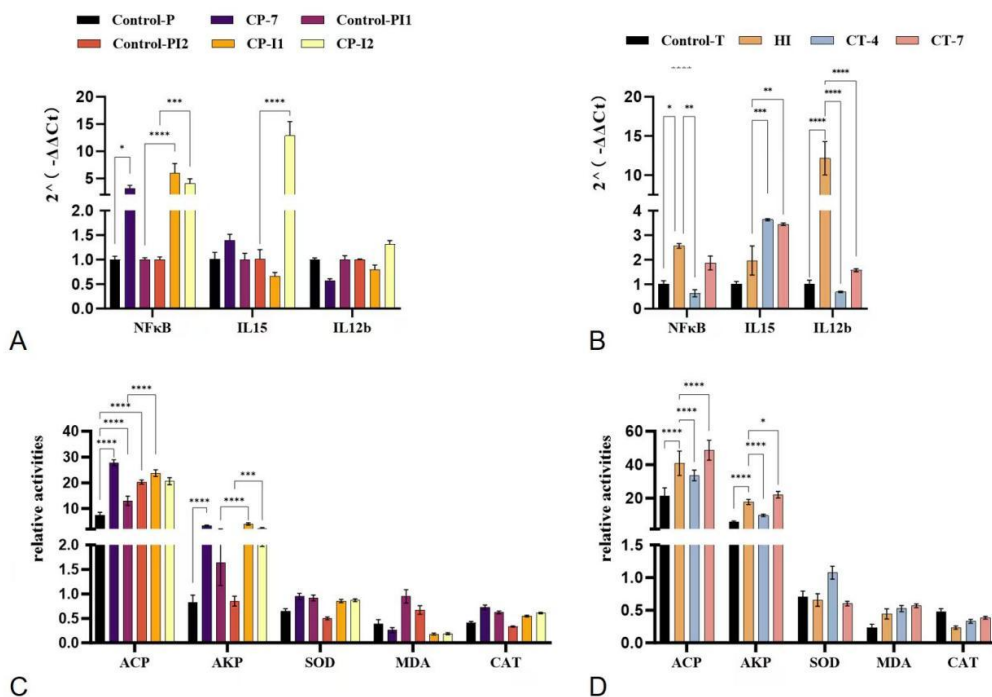 Control-P CP-7 Control-PI1
Control-PI2 CP-I1 CP-I2
2^ ( -ΔΔCt)
20
15
10
5
2.0
1.5
1.0
0.5
0.0
* **** *** ****
NFκB IL15 IL12b
A
Control-T HI CT-4 CT-7
2^ ( -ΔΔCt)
20
15
10
5
4
3
2
1
0
* ** *** ** **** **** ****
NFκB IL15 IL12b
B
relative activities
40
30
20
10
2.0
1.5
1.0
0.5
0.0
**** **** **** **** **** **** ***
ACP AKP SOD MDA CAT
C
relative activities
60
40
20
1.5
1.0
0.5
0.0
**** **** **** **** **** *
ACP AKP SOD MDA CAT
D